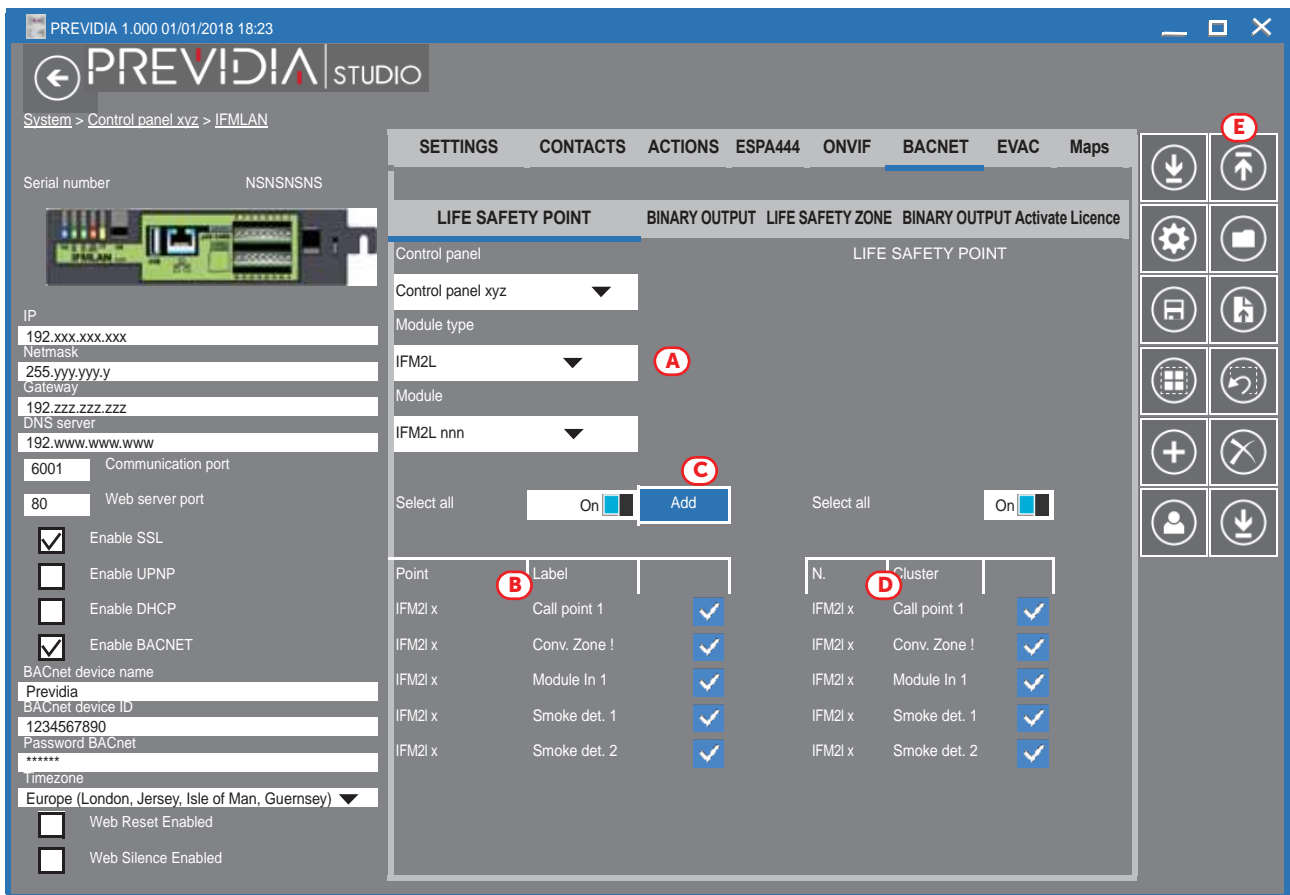 PREVIDIA 1.000 01/01/2018 18:23
PREVIDIA STUDIO
System > Control panel xyz > IFMLAN
E
SETTINGS CONTACTS ACTIONS ESPA444 ONVIF BACNET EVAC Maps
Serial number NSNSNSNS
LIFE SAFETY POINT BINARY OUTPUT LIFE SAFETY ZONE BINARY OUTPUT Activate Licence
IFMLAN
Control panel
LIFE SAFETY POINT
Control panel xyz
Module type
IFM2L
A
Module
IFM2L nnn
IP
192.xxx.xxx.xxx
Netmask
255.yyy.yyy.y
Gateway
192.zzz.zzz.zzz
DNS server
192.www.www.www
6001 Communication port
80 Web server port
Enable SSL
Enable UPNP
Enable DHCP
Enable BACNET
BACnet device name
Previdia
BACnet device ID
1234567890
Password BACnet
******
Timezone
Europe (London, Jersey, Isle of Man, Guernsey)
Web Reset Enabled
Web Silence Enabled
C
Select all On Add
Select all On
Point B Label
IFM2l x Call point 1
IFM2l x Conv. Zone !
IFM2l x Module In 1
IFM2l x Smoke det. 1
IFM2l x Smoke det. 2
N. D Cluster
IFM2l x Call point 1
IFM2l x Conv. Zone !
IFM2l x Module In 1
IFM2l x Smoke det. 1
IFM2l x Smoke det. 2